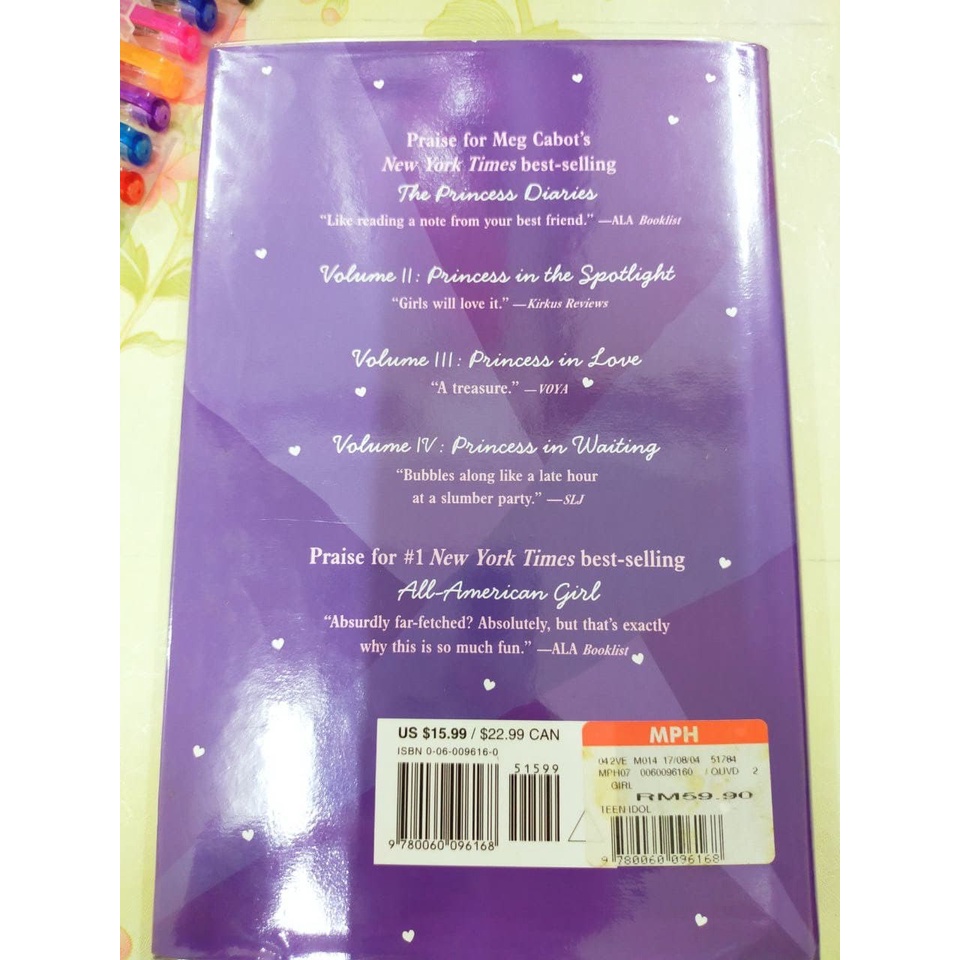 Praise for Meg Cabot's
New York Times best-selling
The Princess Diaries
"Like reading a note from your best friend." —ALA Booklist
Volume II: Princess in the Spotlight
"Girls will love it." —Kirkus Reviews
Volume III: Princess in Love
"A treasure." —VOYA
Volume IV: Princess in Waiting
"Bubbles along like a late hour
at a slumber party." —SLJ
Praise for #1 New York Times best-selling
All-American Girl
"Absurdly far-fetched? Absolutely, but that's exactly
why this is so much fun." —ALA Booklist
US $15.99 / $22.99 CAN
ISBN 0-06-009616-0
51599
9 780060 096168
MPH
042VE M014 17/08/04 51784
MPH07 0060096160 / QUVD 2
GIRL
RM59.90
TEEN IDOL
9 780060 096168